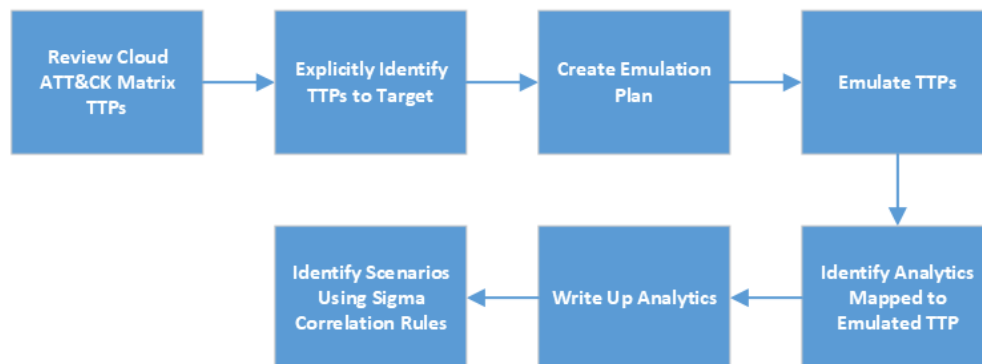 Review Cloud
ATT&CK Matrix
TTPs
Explicitly Identify
TTPs to Target
Create Emulation
Plan
Emulate TTPs
Identify Analytics
Mapped to
Emulated TTP
Write Up Analytics
Identify Scenarios
Using Sigma
Correlation Rules